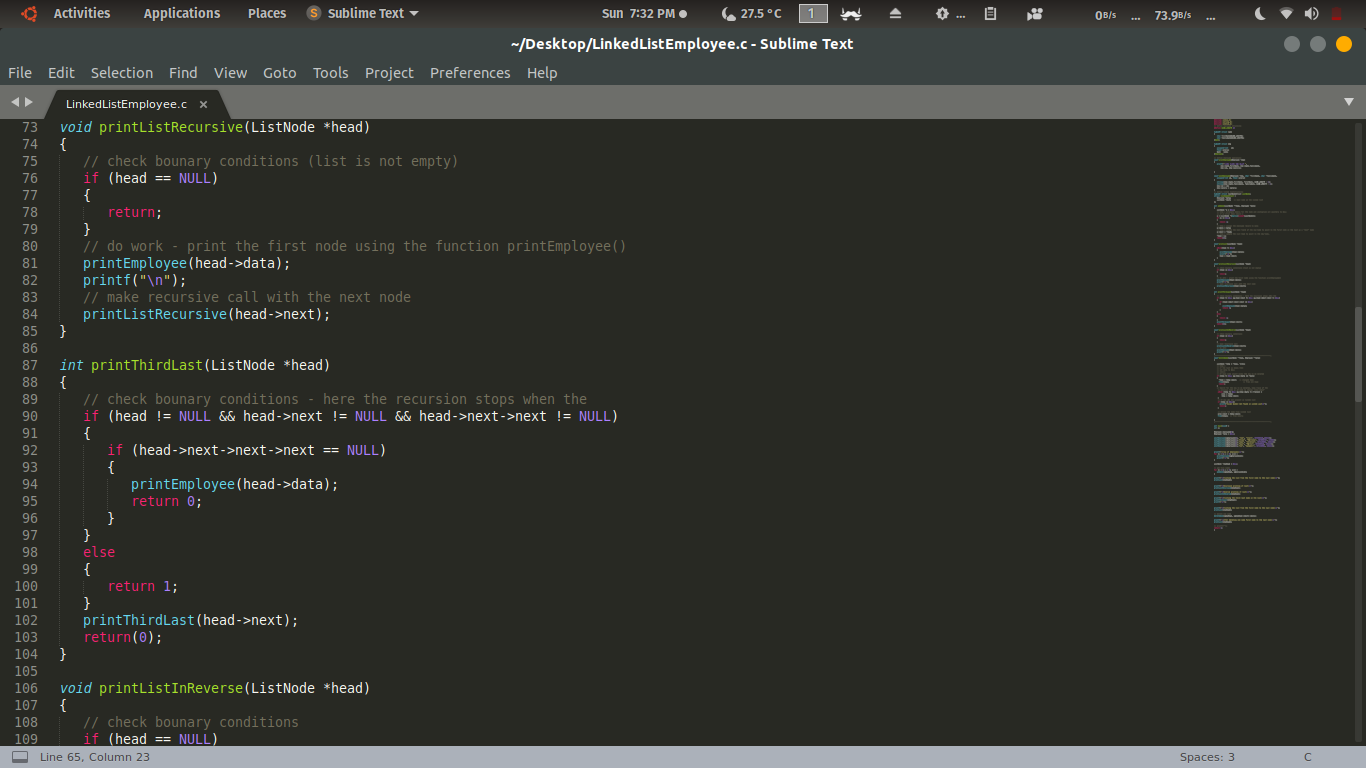 Activities Applications Places Sublime Text Sun 7:32 PM 27.5 °C 1 ... 0B/s ... 73.9B/s ...
~/Desktop/LinkedListEmployee.c - Sublime Text
File Edit Selection Find View Goto Tools Project Preferences Help
LinkedListEmployee.c ×
73 void printListRecursive(ListNode *head)
74 {
75 // check bounary conditions (list is not empty)
76 if (head == NULL)
77 {
78 return;
79 }
80 // do work - print the first node using the function printEmployee()
81 printEmployee(head->data);
82 printf("\n");
83 // make recursive call with the next node
84 printListRecursive(head->next);
85 }
86
87 int printThirdLast(ListNode *head)
88 {
89 // check bounary conditions - here the recursion stops when the
90 if (head != NULL && head->next != NULL && head->next->next != NULL)
91 {
92 if (head->next->next->next == NULL)
93 {
94 printEmployee(head->data);
95 return 0;
96 }
97 }
98 else
99 {
100 return 1;
101 }
102 printThirdLast(head->next);
103 return(0);
104 }
105
106 void printListInReverse(ListNode *head)
107 {
108 // check bounary conditions
109 if (head == NULL)
Line 65, Column 23 Spaces: 3 C